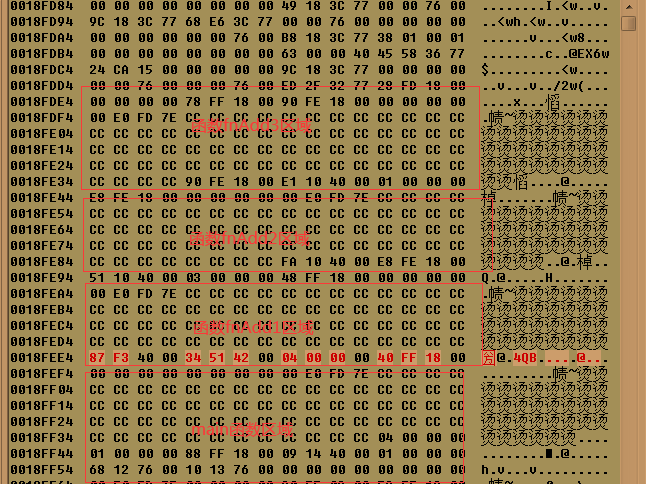 0018FD84 00 00 00 00 00 00 00 00 49 18 3C 77 00 00 76 00 ........I.<w..v.
0018FD94 9C 18 3C 77 68 E6 3C 77 00 00 76 00 00 00 00 00 ..<wh.<w..v.....
0018FDA4 00 00 00 00 00 00 76 00 B8 18 3C 77 38 01 00 01 ......v...<w8...
0018FDB4 00 00 00 00 00 00 00 00 63 00 00 40 45 58 36 77 ........c..@EX6w
0018FDC4 24 CA 15 00 00 00 00 00 9C 18 3C 77 00 00 00 00 $.........<w....
0018FDD4 00 00 76 00 00 00 76 00 ED 2F 32 77 28 FD 18 00 ..v...v../2w(...
0018FDE4 00 00 00 00 78 FF 18 00 90 FE 18 00 00 00 00 00 ....x...
0018FDF4 00 E0 FD 7E CC CC CC CC CC CC CC CC CC CC CC CC .帻~烫烫烫烫烫烫
函数fnAdd3区域
0018FE04 CC CC CC CC CC CC CC CC CC CC CC CC CC CC CC CC 烫烫烫烫烫烫烫烫
0018FE14 CC CC CC CC CC CC CC CC CC CC CC CC CC CC CC CC 烫烫烫烫烫烫烫烫
0018FE24 CC CC CC CC CC CC CC CC CC CC CC CC CC CC CC CC 烫烫烫烫烫烫烫烫
0018FE34 CC CC CC CC 90 FE 18 00 E1 10 40 00 01 00 00 00 烫烫
0018FE44 E8 FE 18 00 00 00 00 00 00 E0 FD 7E CC CC CC CC 帻~烫烫
0018FE54 CC CC CC CC CC CC CC CC CC CC CC CC CC CC CC CC 烫烫烫烫烫烫烫烫
0018FE64 CC CC CC CC CC CC CC CC CC CC CC CC CC CC CC CC 烫烫烫烫烫烫烫烫
函数fnAdd2区域
0018FE74 CC CC CC CC CC CC CC CC CC CC CC CC CC CC CC CC 烫烫烫烫烫烫烫烫
0018FE84 CC CC CC CC CC CC CC CC FA 10 40 00 E8 FE 18 00 烫烫烫烫
0018FE94 51 10 40 00 03 00 00 00 48 FF 18 00 00 00 00 00 Q.@.....H.......
0018FEA4 00 E0 FD 7E CC CC CC CC CC CC CC CC CC CC CC CC .帻~烫烫烫烫烫烫
0018FEB4 CC CC CC CC CC CC CC CC CC CC CC CC CC CC CC CC 烫烫烫烫烫烫烫烫
0018FEC4 CC CC CC CC CC CC CC CC CC CC CC CC CC CC CC CC 烫烫烫烫烫烫烫烫
函数fnAdd1区域
0018FED4 CC CC CC CC CC CC CC CC CC CC CC CC CC CC CC CC 烫烫烫烫烫烫烫烫
0018FEE4 87 F3 40 00 34 51 42 00 04 00 00 00 40 FF 18 00 @.4QB.....@...
0018FEF4 00 00 00 00 00 00 00 00 00 E0 FD 7E CC CC CC CC .........帻~烫烫
0018FF04 CC CC CC CC CC CC CC CC CC CC CC CC CC CC CC CC 烫烫烫烫烫烫烫烫
0018FF14 CC CC CC CC CC CC CC CC CC CC CC CC CC CC CC CC 烫烫烫烫烫烫烫烫
0018FF24 CC CC CC CC CC CC CC CC CC CC CC CC CC CC CC CC 烫烫烫烫烫烫烫烫
main函数区域
0018FF34 CC CC CC CC CC CC CC CC CC CC CC CC 04 00 00 00 烫烫烫烫烫烫....
0018FF44 01 00 00 00 88 FF 18 00 09 14 40 00 01 00 00 00
0018FF54 68 12 76 00 10 13 76 00 00 00 00 00 00 00 00 00 h.v...v.........